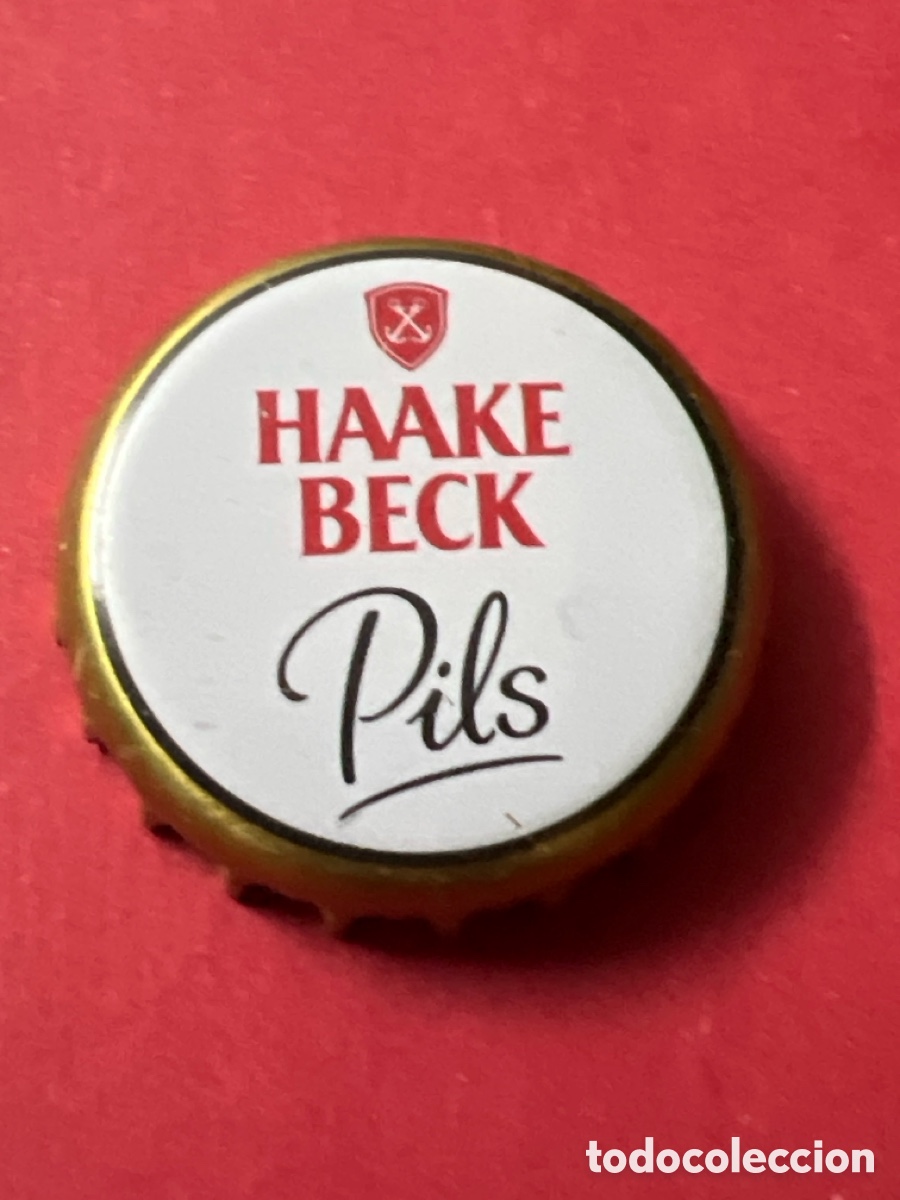 HAAKE
BECK
Pils
todocoleccion